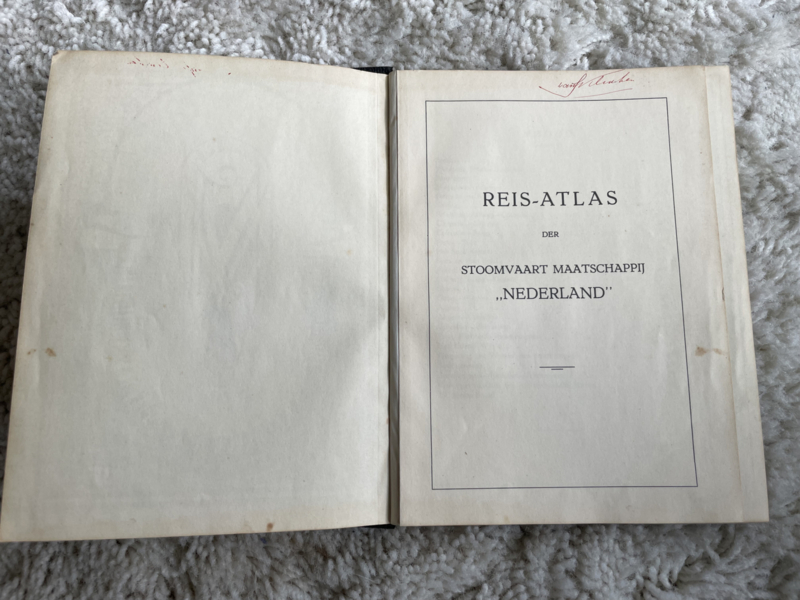 REIS-ATLAS
DER
STOOMVAART MAATSCHAPPIJ
„NEDERLAND”